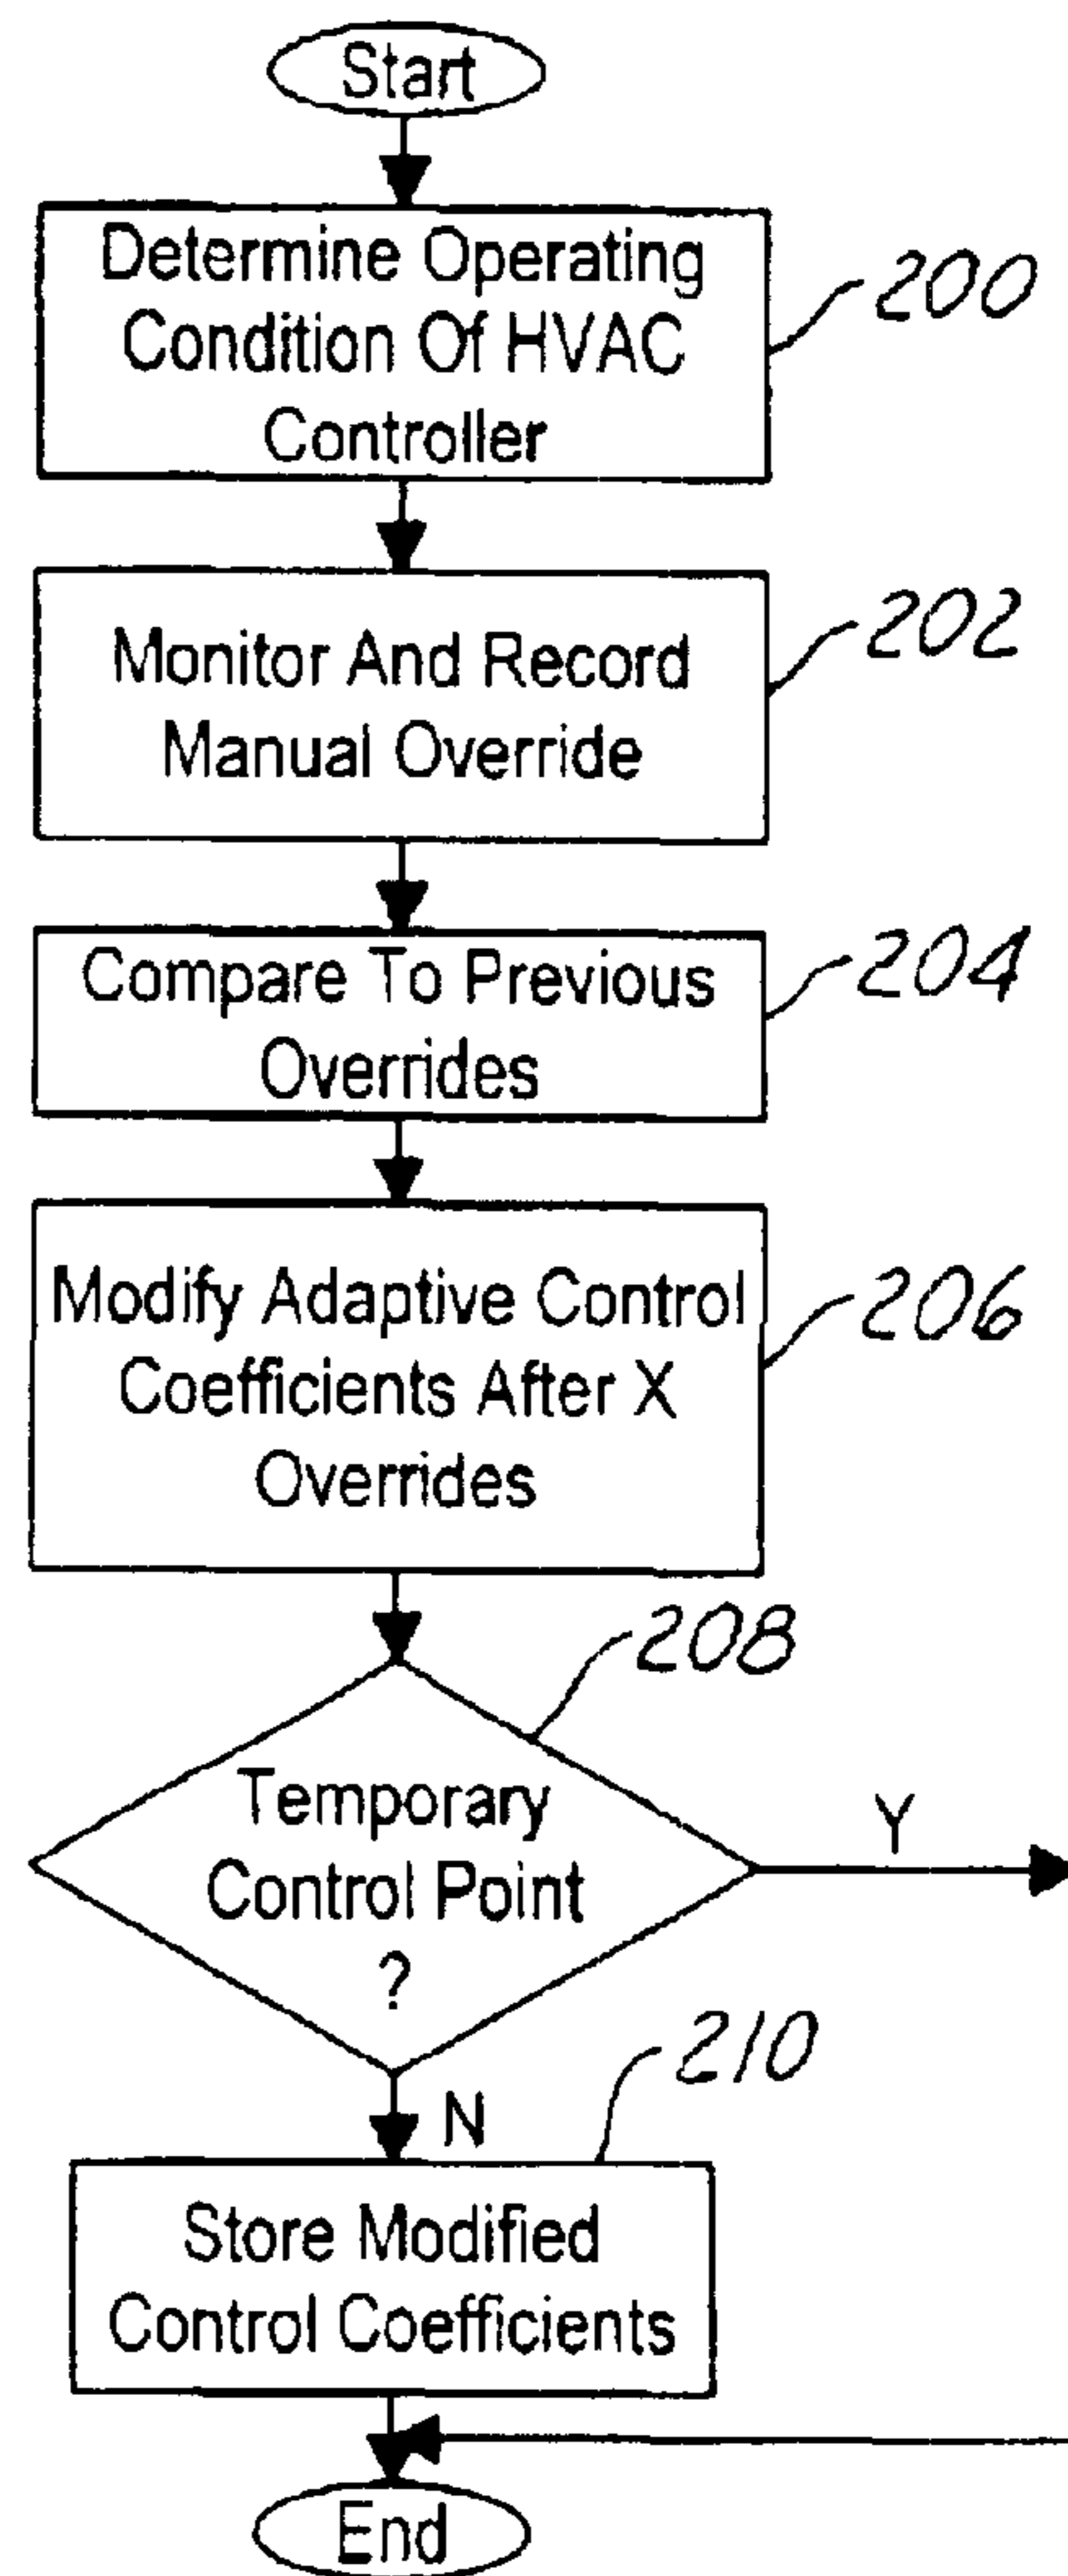 Start
Determine Operating
Condition Of HVAC
Controller
200
Monitor And Record
Manual Override
202
Compare To Previous
Overrides
204
Modify Adaptive Control
Coefficients After X
Overrides
206
208
Temporary
Control Point
?
Y
N
210
Store Modified
Control Coefficients
End